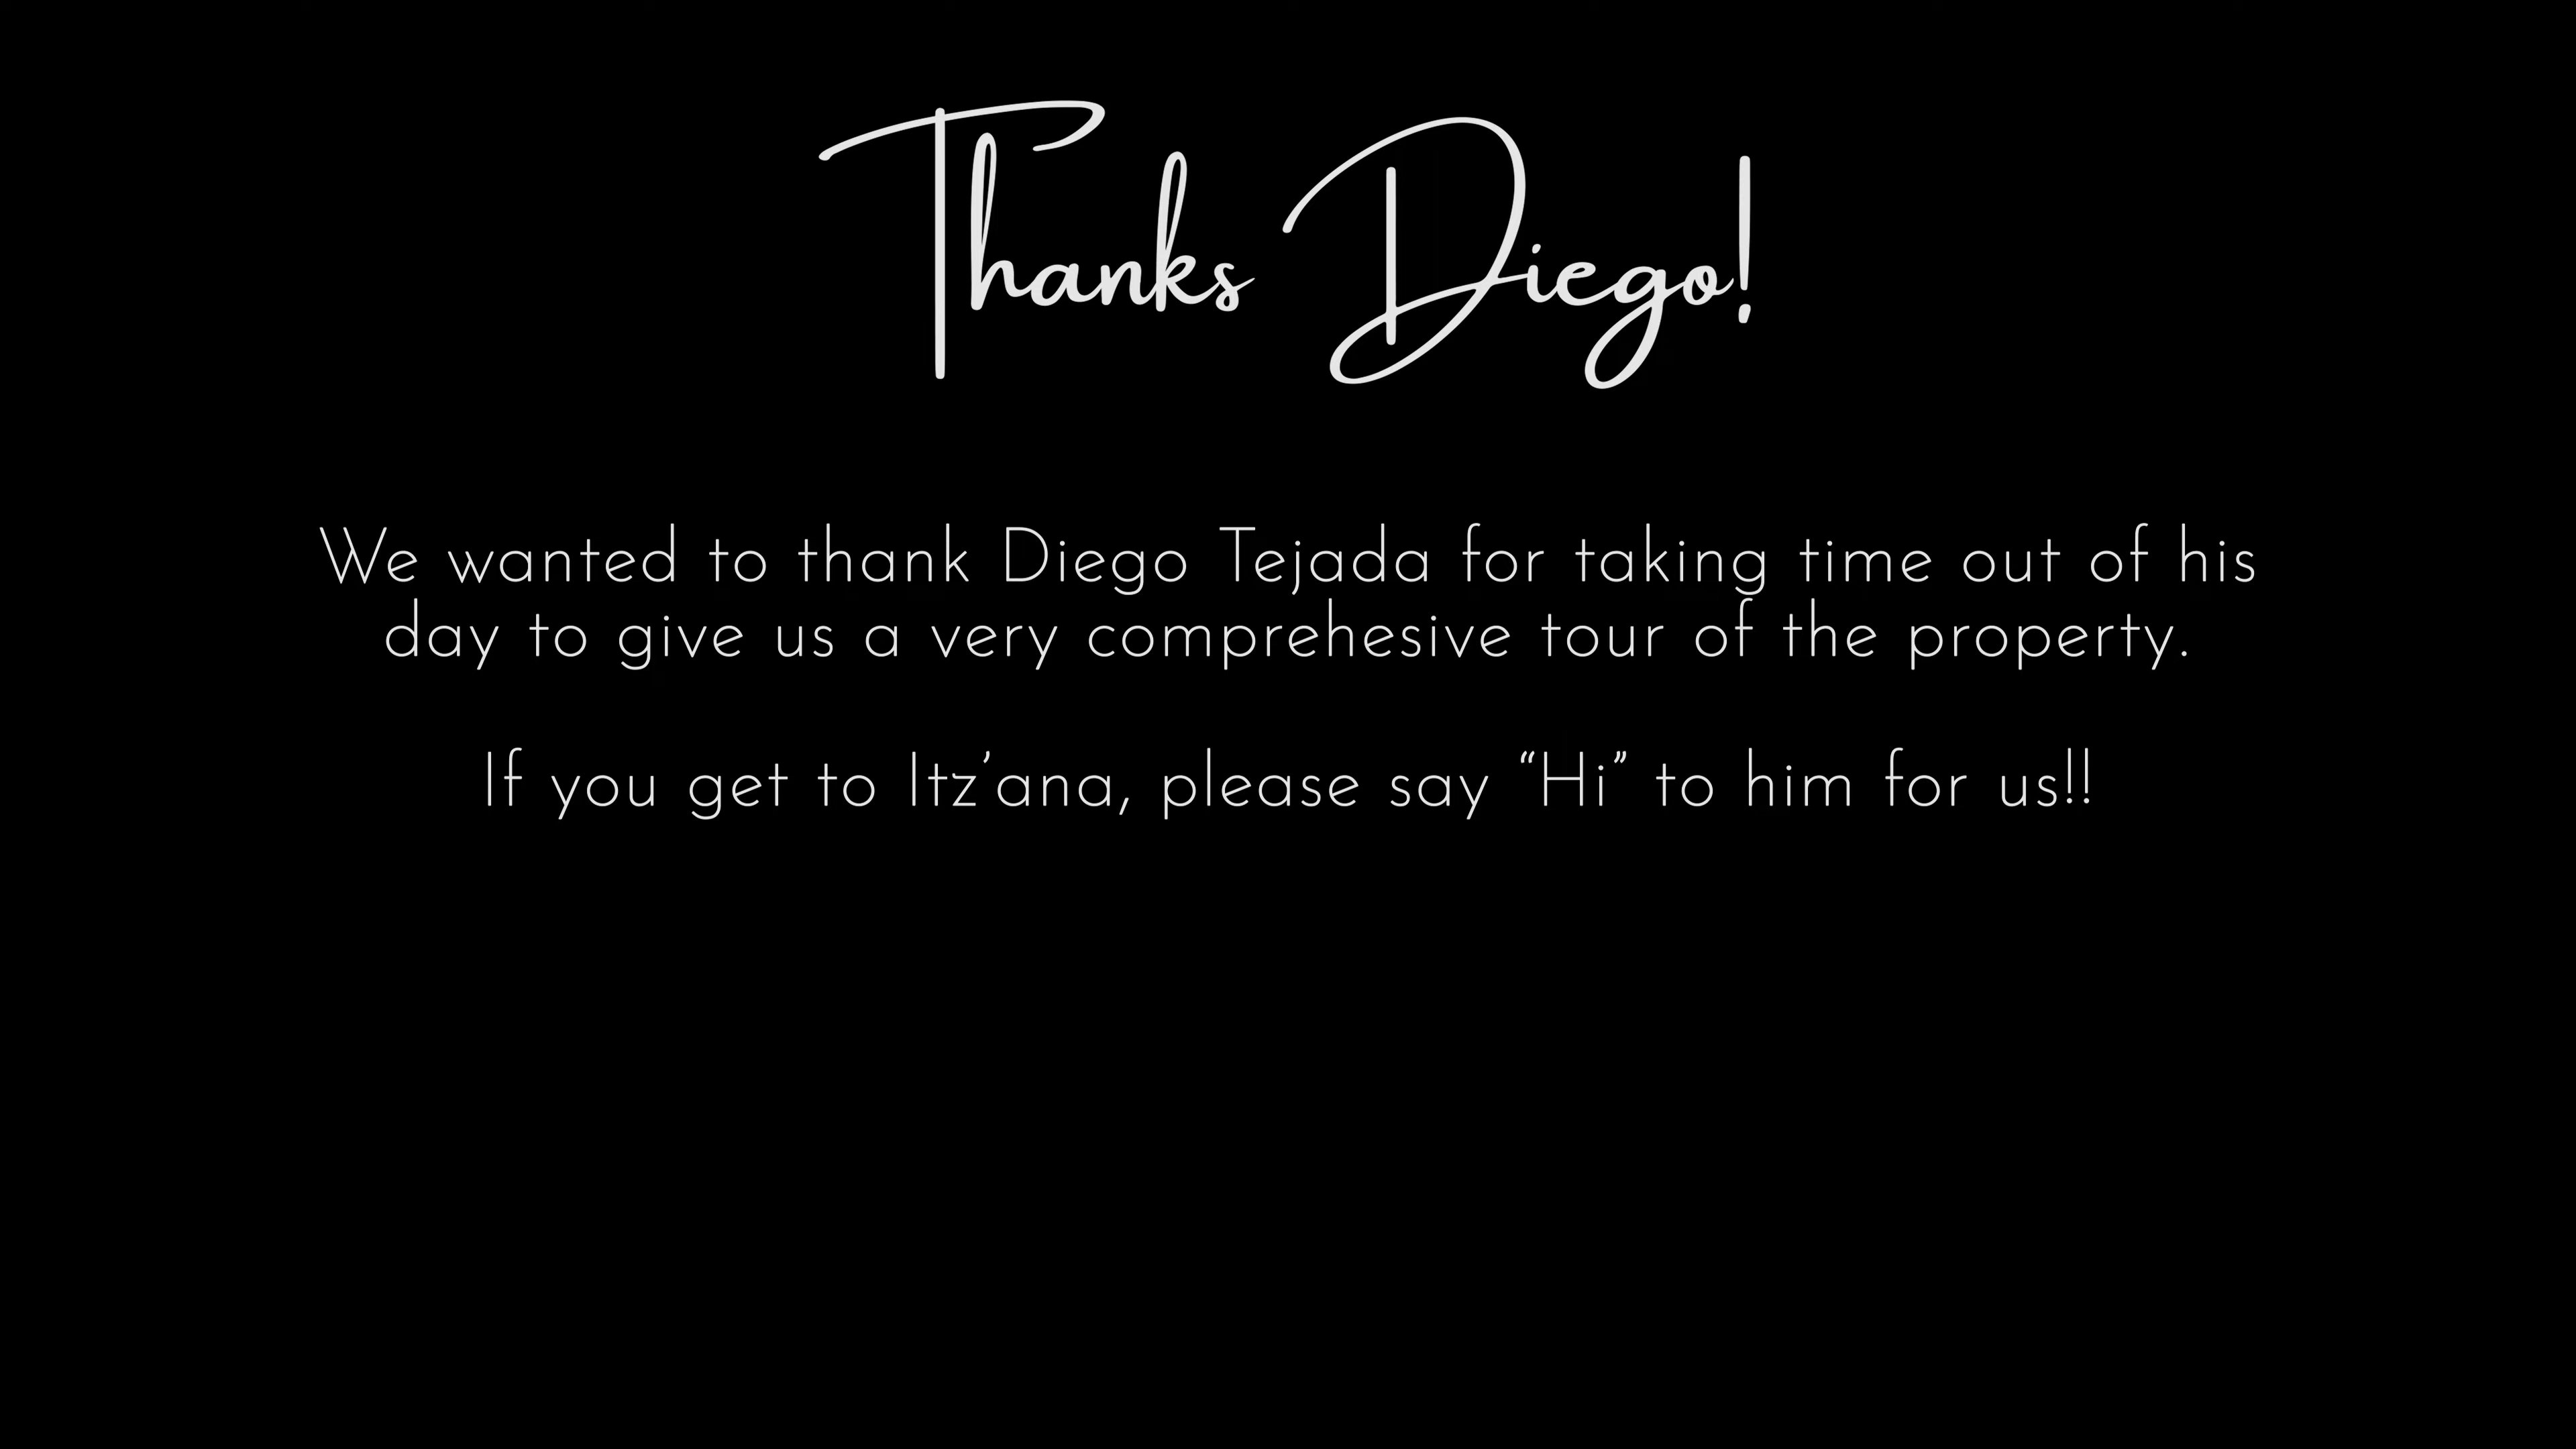 Thanks Diego!
We wanted to thank Diego Tejada for taking time out of his
day to give us a very comprehesive tour of the property.
If you get to Itz’ana, please say “Hi” to him for us!!